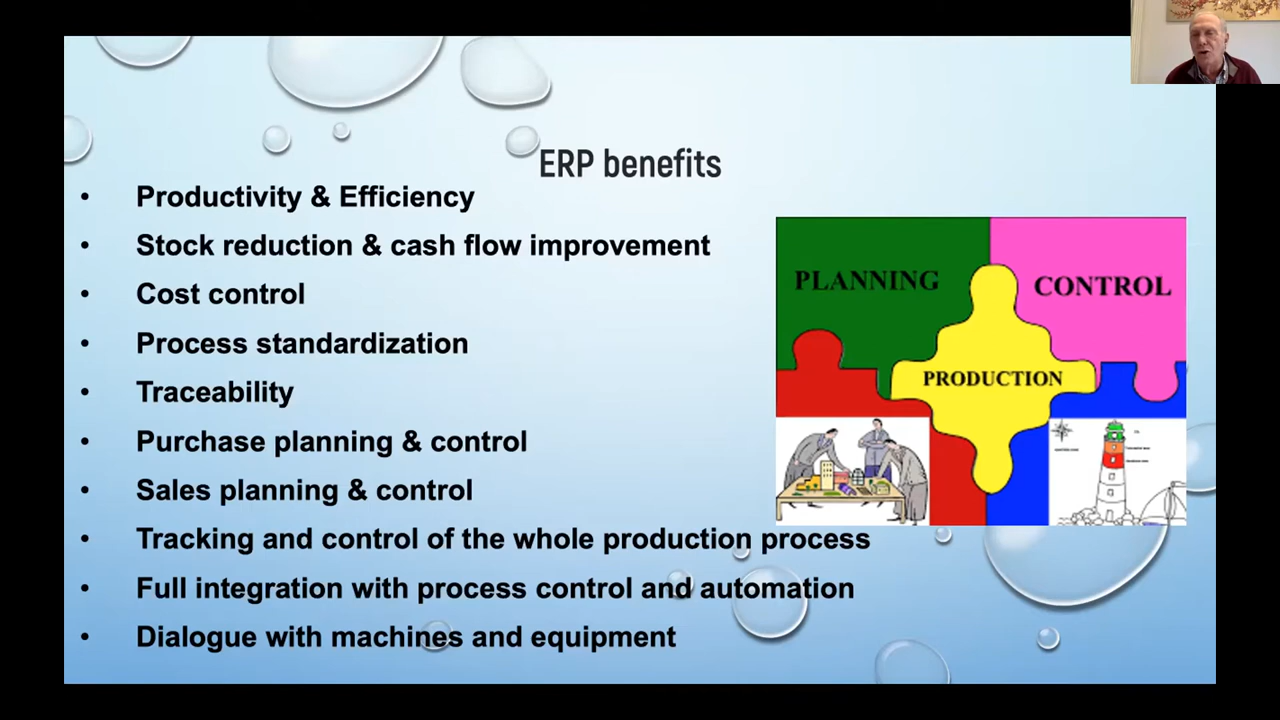 ERP benefits
• Productivity & Efficiency
• Stock reduction & cash flow improvement
• Cost control
• Process standardization
• Traceability
• Purchase planning & control
• Sales planning & control
• Tracking and control of the whole production process
• Full integration with process control and automation
• Dialogue with machines and equipment
PLANNING
CONTROL
PRODUCTION